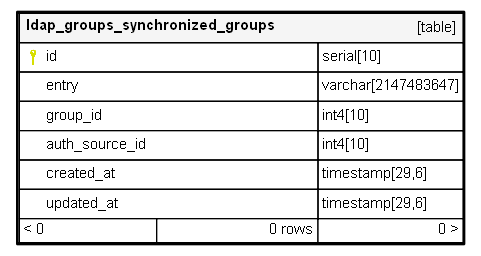 ldap_groups_synchronized_groups [table]
id serial[10]
entry varchar[2147483647]
group_id int4[10]
auth_source_id int4[10]
created_at timestamp[29,6]
updated_at timestamp[29,6]
< 0 0 rows 0 >